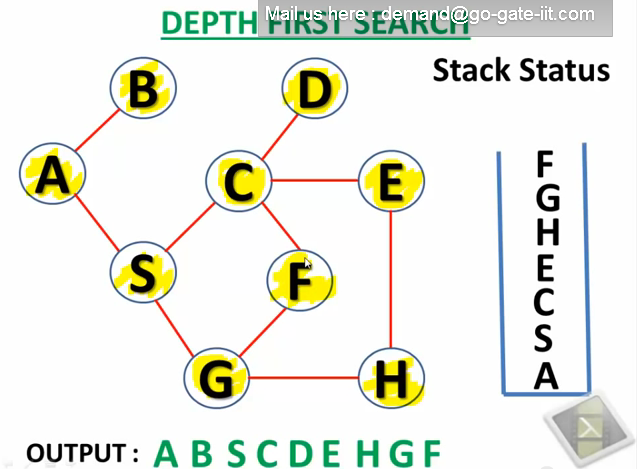 DEPTH FIRST SEARCH
Mail us here : demand@go-gate-iit.com
Stack Status
B
D
A
C
E
S
F
G
H
F
G
H
E
C
S
A
OUTPUT : A B S C D E H G F